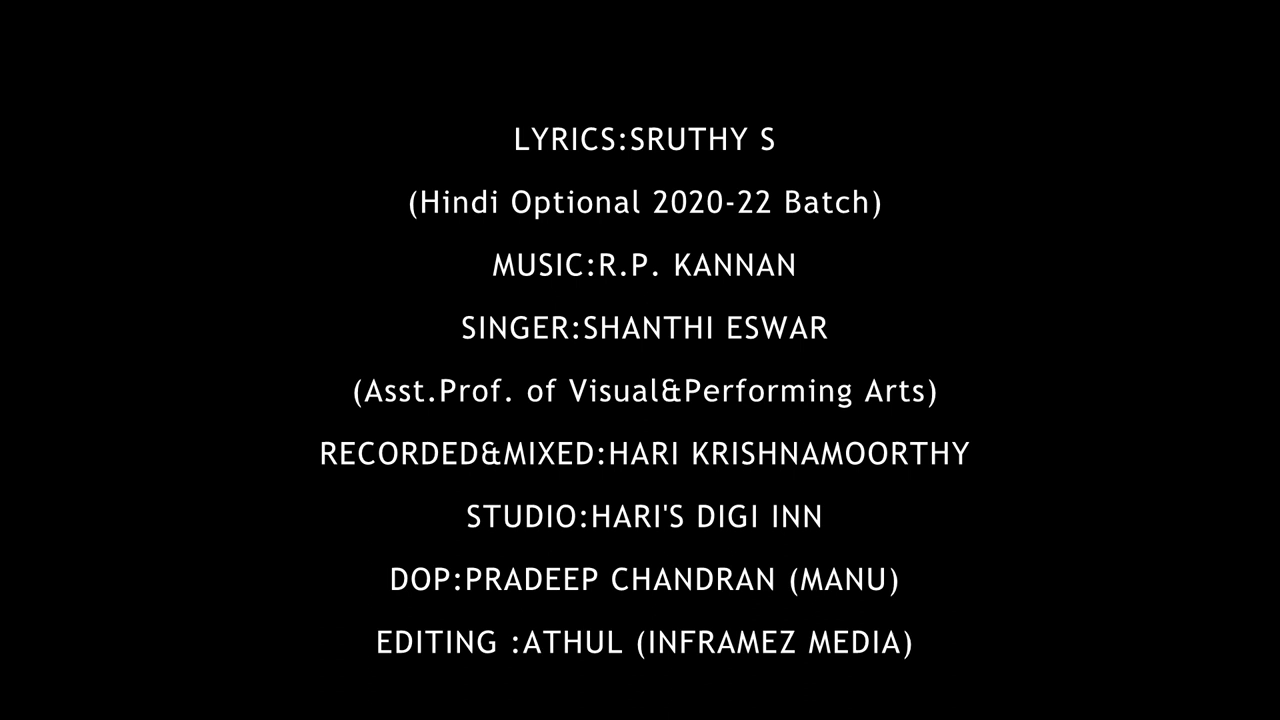 LYRICS:SRUTHY S
(Hindi Optional 2020-22 Batch)
MUSIC:R.P. KANNAN
SINGER:SHANTHI ESWAR
(Asst.Prof. of Visual&Performing Arts)
RECORDED&MIXED:HARI KRISHNAMOORTHY
STUDIO:HARI'S DIGI INN
DOP:PRADEEP CHANDRAN (MANU)
EDITING :ATHUL (INFRAMEZ MEDIA)